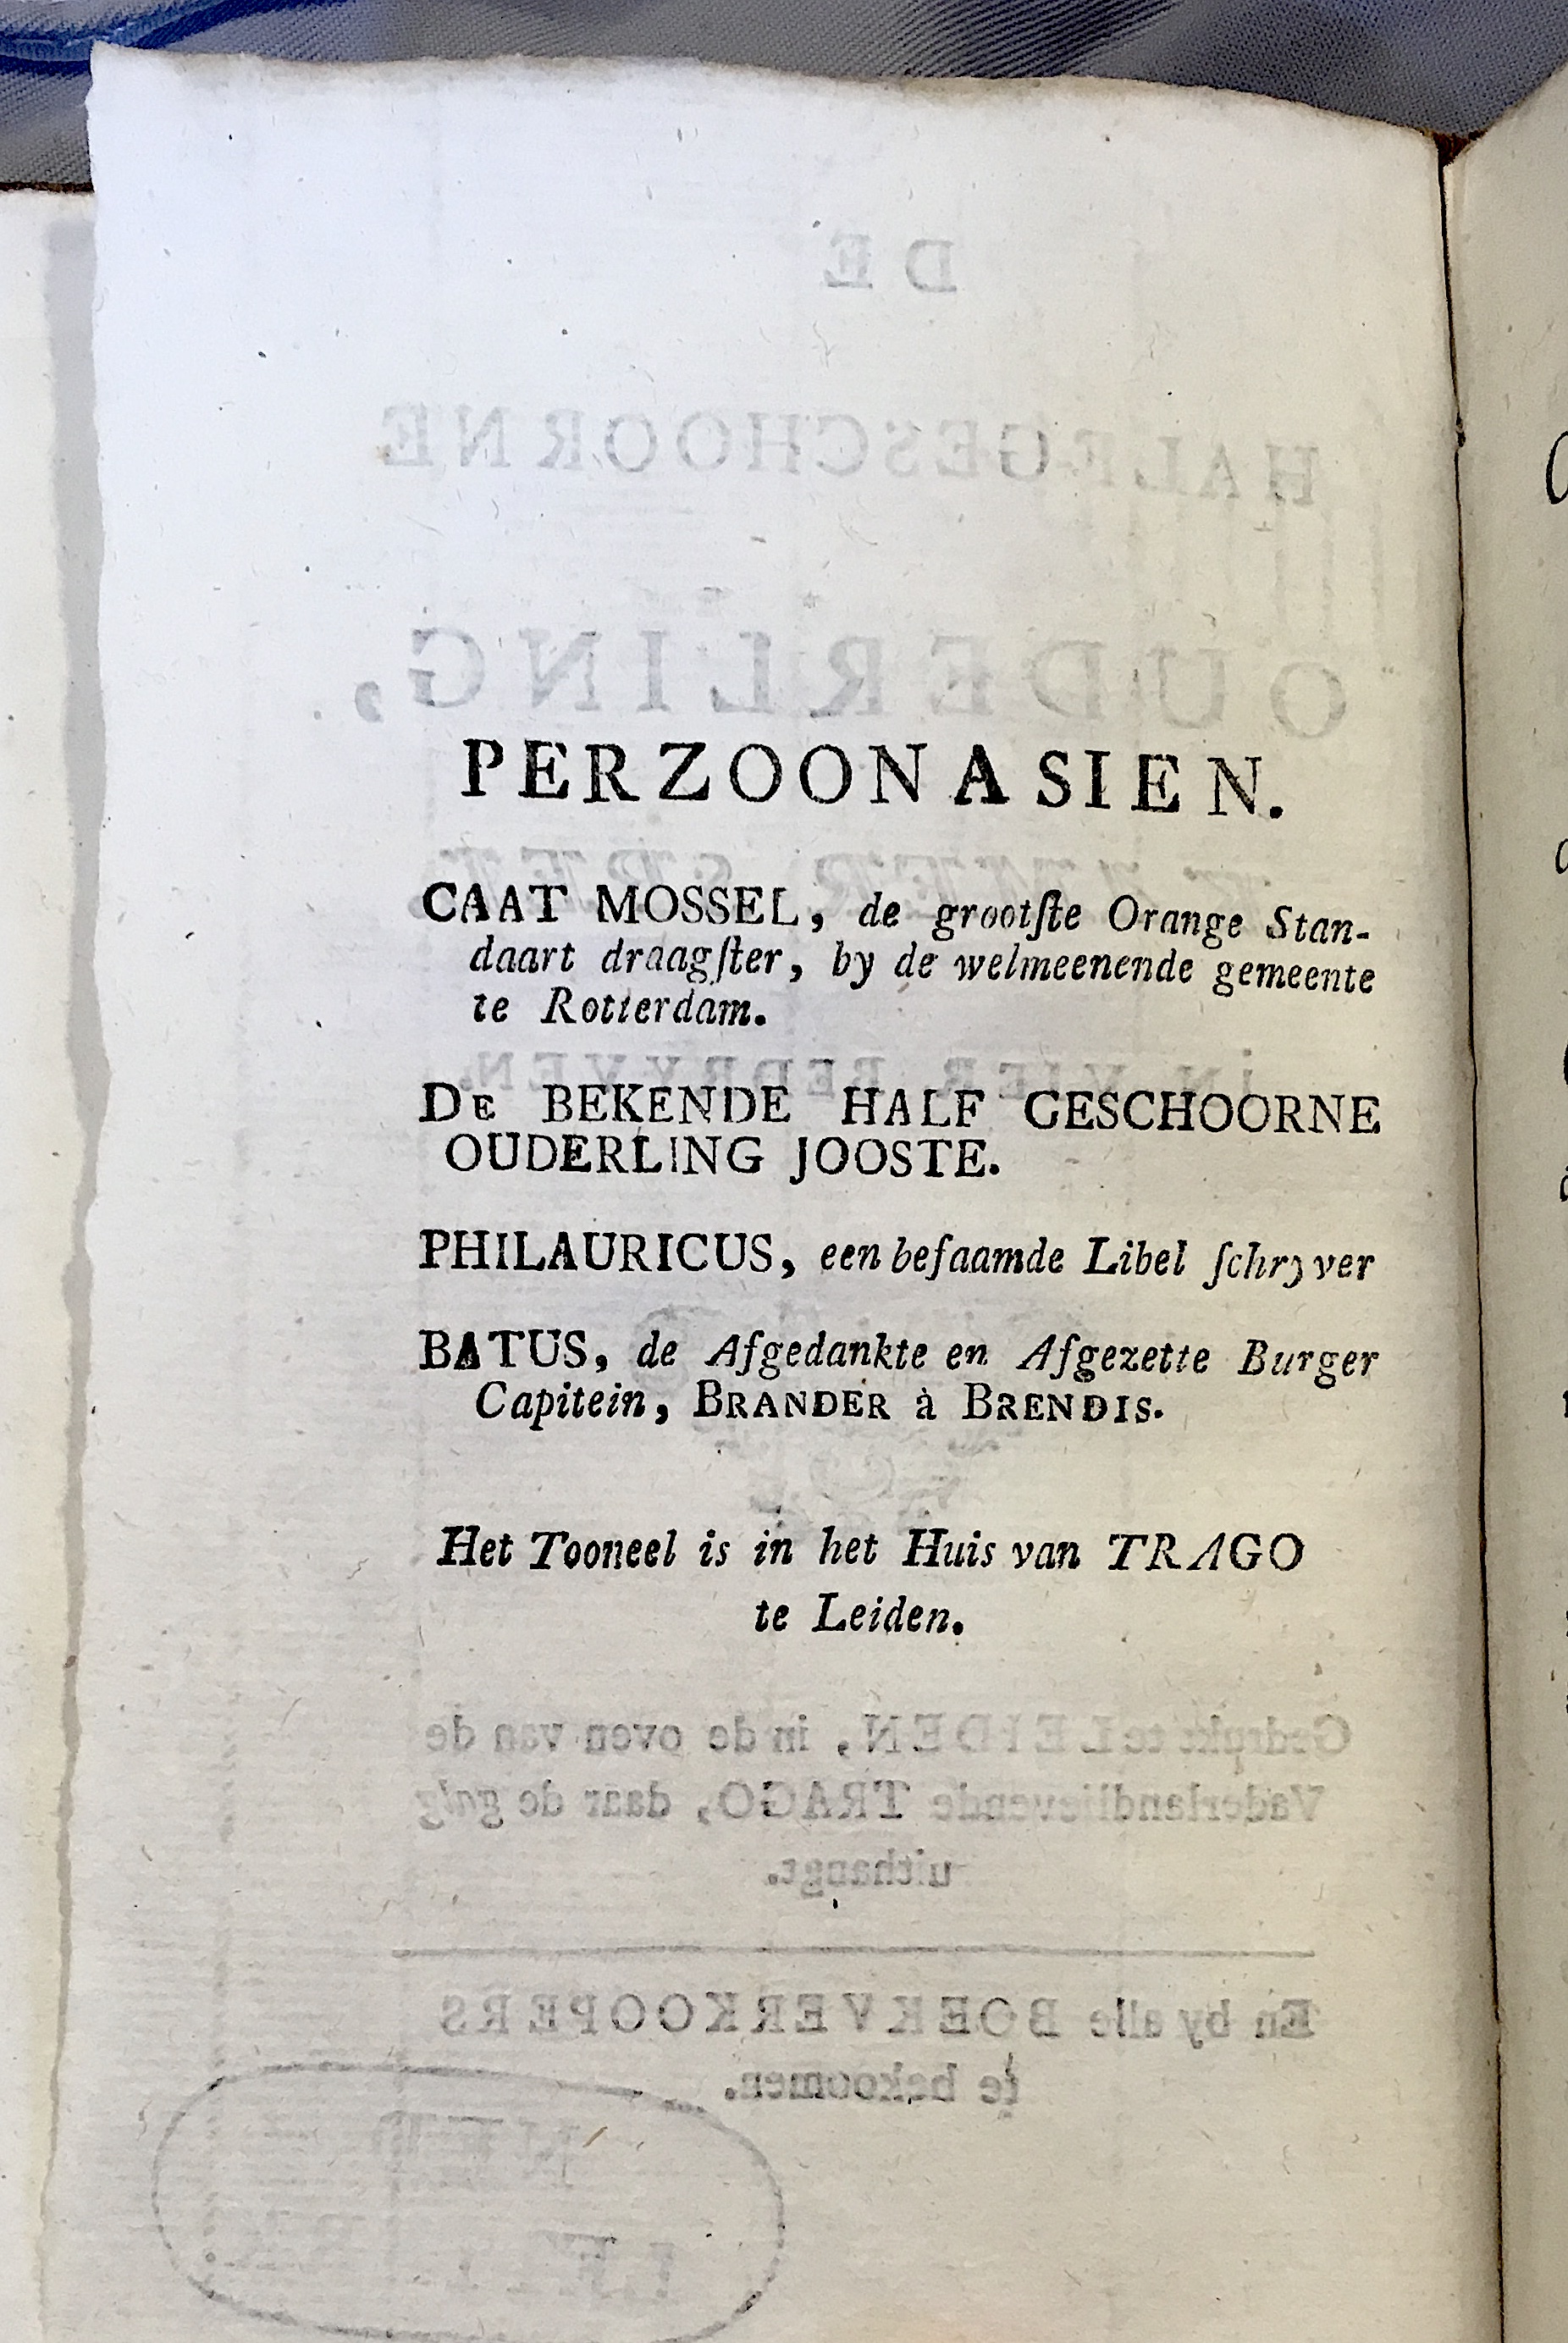 PERZOONASIEN.
CAAT MOSSEL, de grootſte Orange Stan-
daart draagſter, by de welmeenende gemeente
te Rotterdam.
DE BEKENDE HALF GESCHOORNE
OUDERLING JOOSTE.
PHILAURICUS, een befaamde Libel ſchryver
BATUS, de Afgedankte en Afgezette Burger
Capitein, BRANDER à BRENDIS.
Het Tooneel is in het Huis van TRAGO
te Leiden.